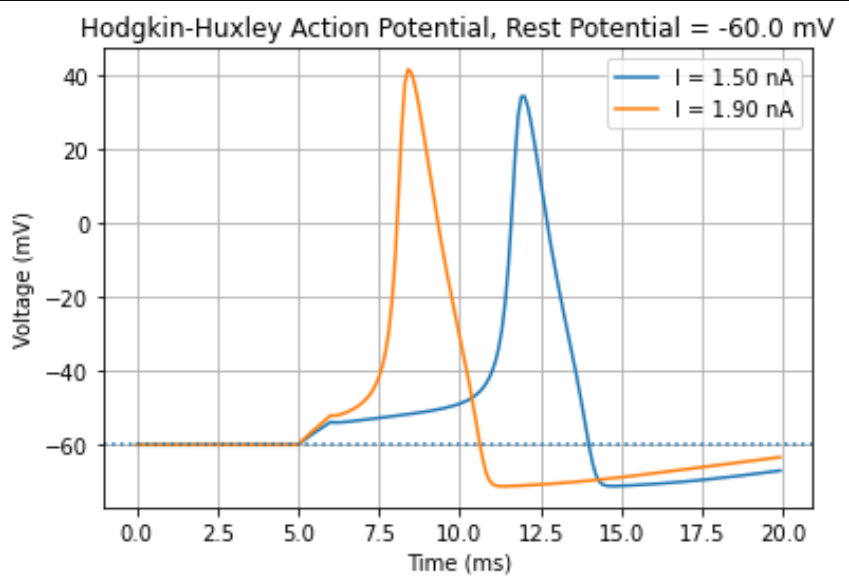 Hodgkin-Huxley Action Potential, Rest Potential = -60.0 mV
I = 1.50 nA
I = 1.90 nA
40
20
0
−20
−40
−60
Voltage (mV)
0.0 2.5 5.0 7.5 10.0 12.5 15.0 17.5 20.0
Time (ms)